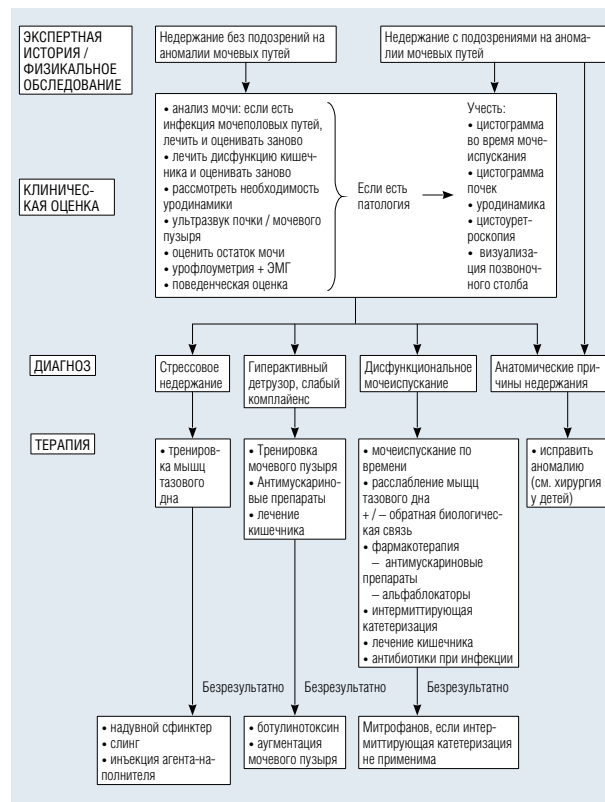 ЭКСПЕРТНАЯ
ИСТОРИЯ /
ФИЗИКАЛЬНОЕ
ОБСЛЕДОВАНИЕ
Недержание без подозрений на
аномалии мочевых путей
Недержание с подозрениями на анома-
лии мочевых путей
КЛИНИЧЕС-
КАЯ ОЦЕНКА
• анализ мочи: если есть
инфекция мочеполовых путей,
лечить и оценивать заново
• лечить дисфункцию кишеч-
ника и оценивать заново
• рассмотреть необходимость
уродинамики
• ультразвук почки / мочевого
пузыря
• оценить остаток мочи
• урофлоуметрия + ЭМГ
• поведенческая оценка
Если есть
патология
Учесть:
• цистограмма
во время моче-
испускания
• цистограмма
почек
• уродинамика
• цистоурет-
роскопия
• визуализа-
ция позвоноч-
ного столба
ДИАГНОЗ
Стрессовое
недержание
Гиперактивный
детрузор, слабый
комплайенс
Дисфункциональное
мочеиспускание
Анатомические при-
чины недержания
ТЕРАПИЯ
• трениров-
ка мышц
тазового
дна
• Тренировка
мочевого пузыря
• Антимускарино-
вые препараты
• лечение
кишечника
• мочеиспускание по
времени
• расслабление мыщц
тазового дна
+ / – обратная биологичес-
кая связь
• фармакотерапия
– антимускариновые
препараты
– альфаблокаторы
• интермиттирующая
катетеризация
• лечение кишечника
• антибиотики при инфекции
• исправить
аномалию
(см. хирургия
у детей)
Безрезультатно
Безрезультатно
Безрезультатно
• надувной сфинктер
• слинг
• инъекция агента-на-
полнителя
• ботулинотоксин
• аугментация
мочевого пузыря
Митрофанов, если интер-
миттирующая катетеризация
не применима